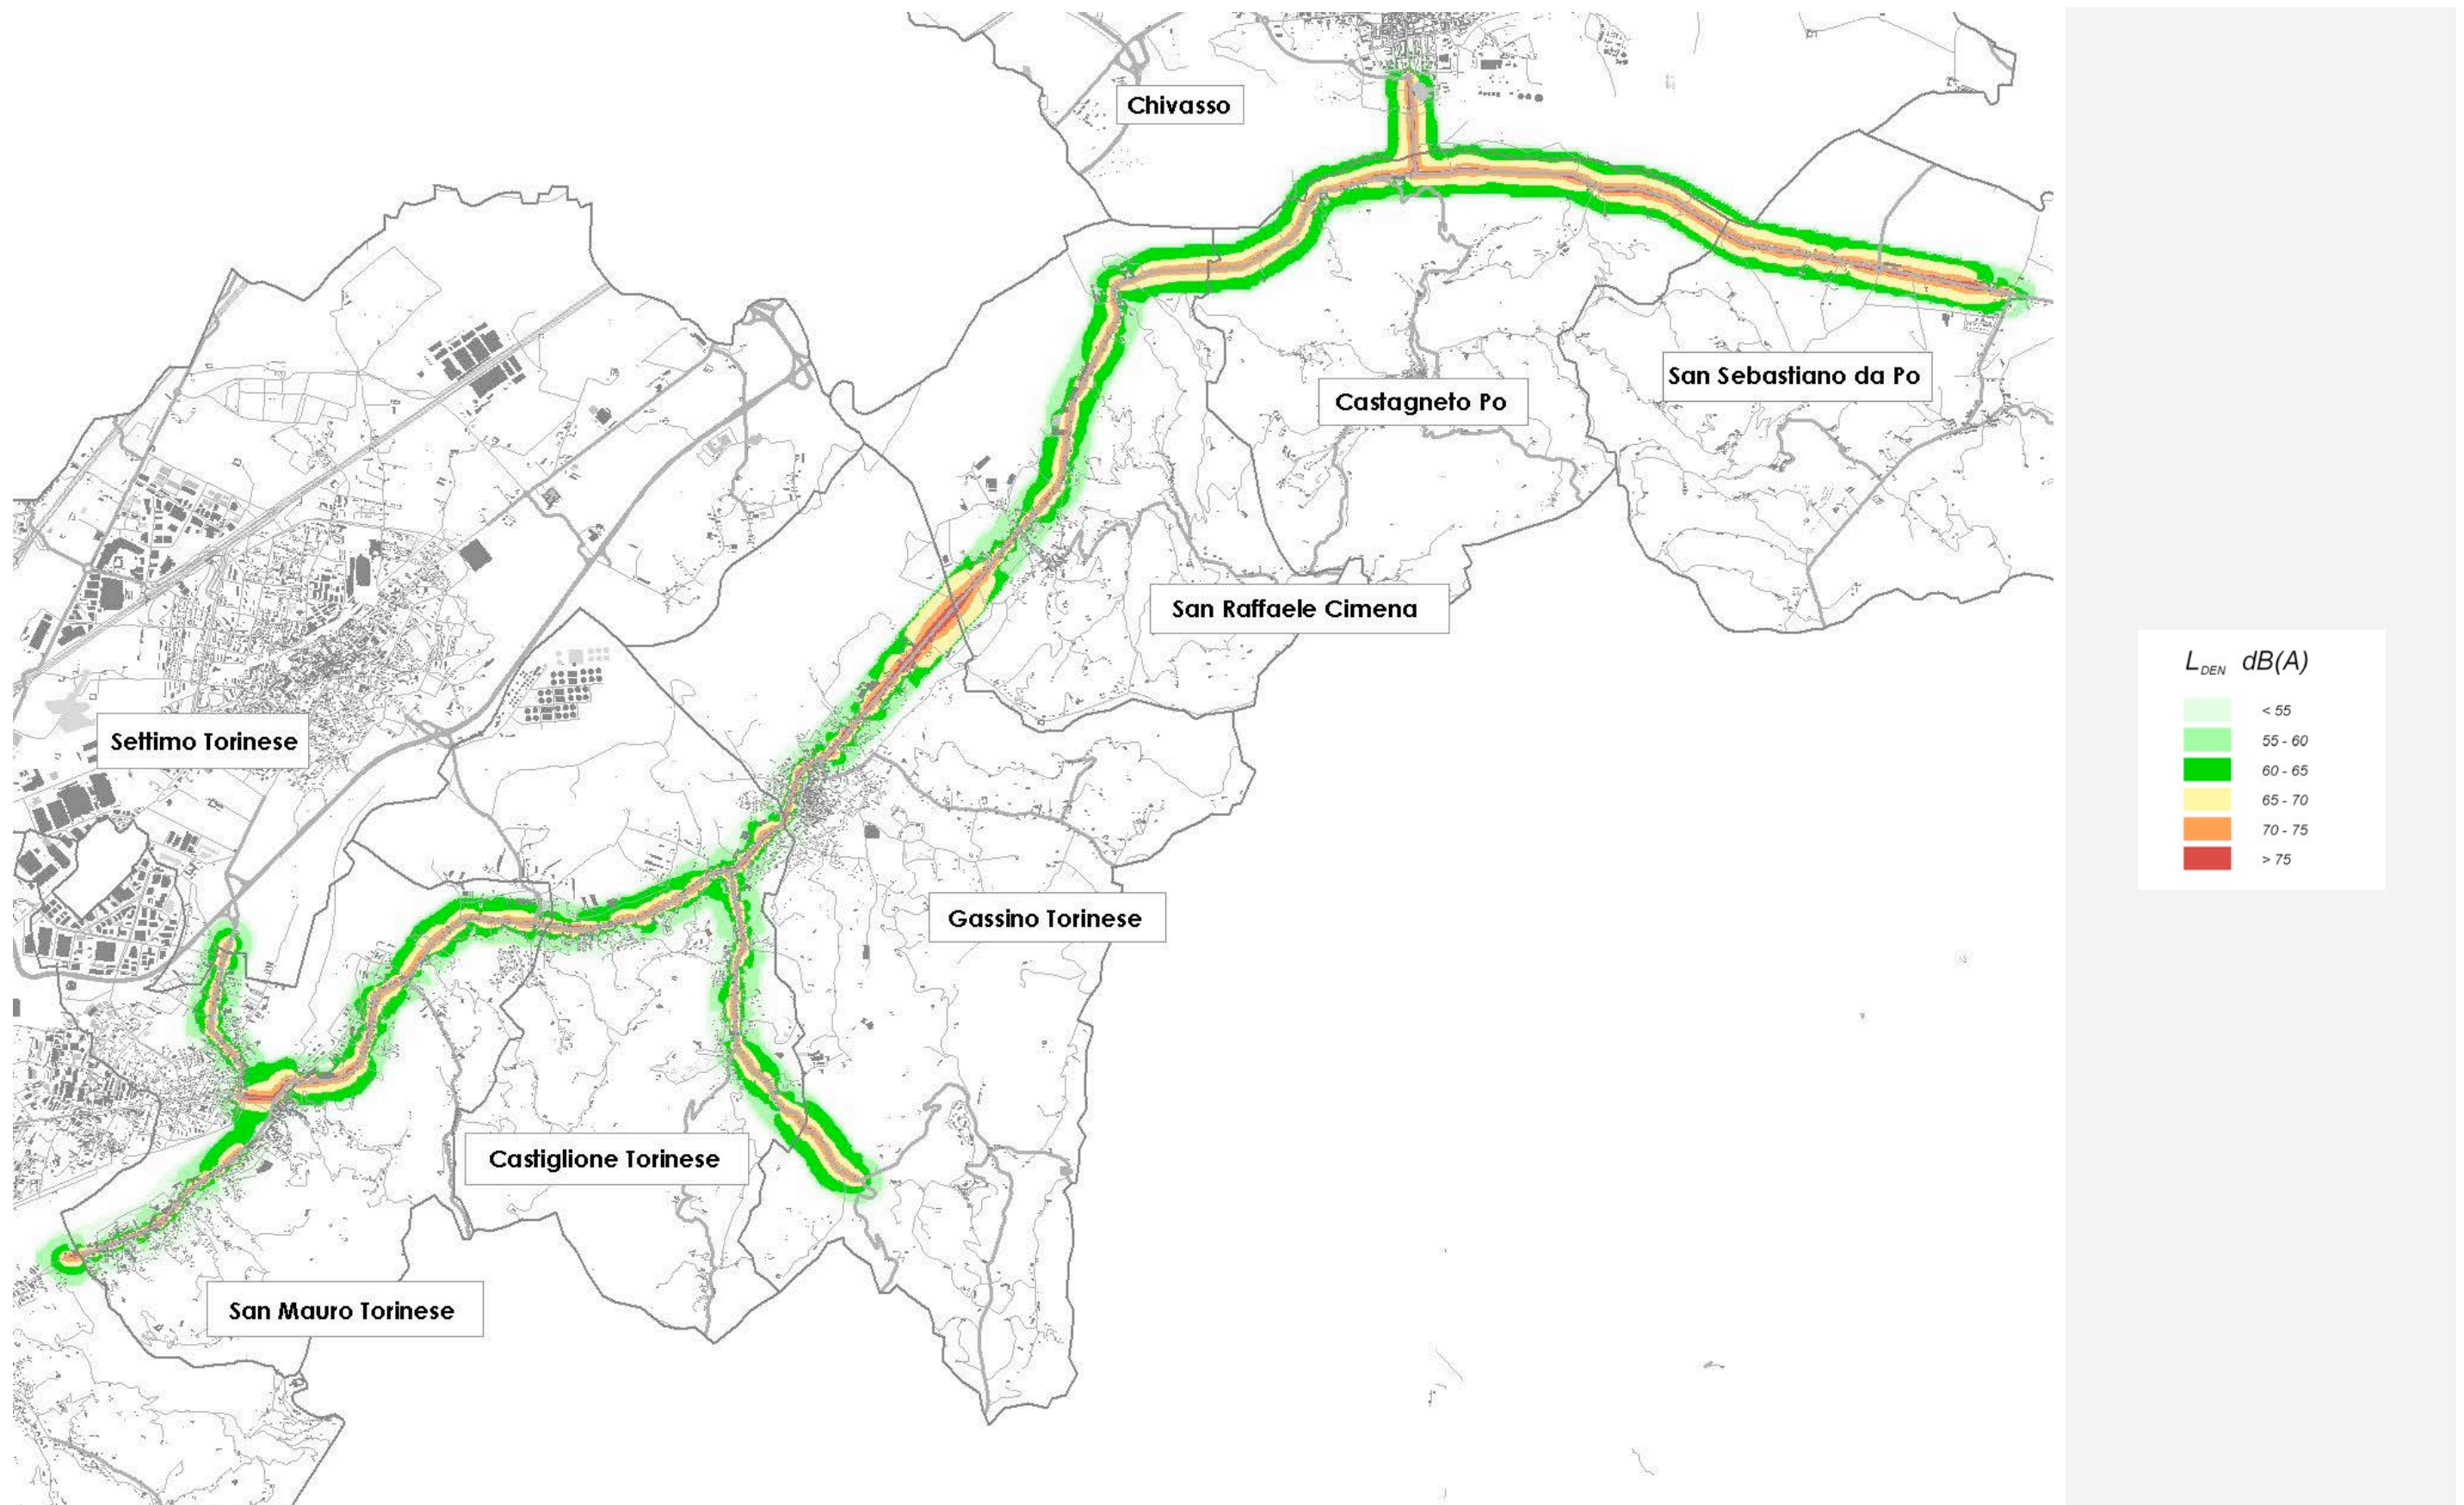 Chivasso
San Sebastiano da Po
Castagneto Po
San Raffaele Cimena
Settimo Torinese
Gassino Torinese
Castiglione Torinese
San Mauro Torinese
LDEN dB(A)
< 55
55 - 60
60 - 65
65 - 70
70 - 75
> 75